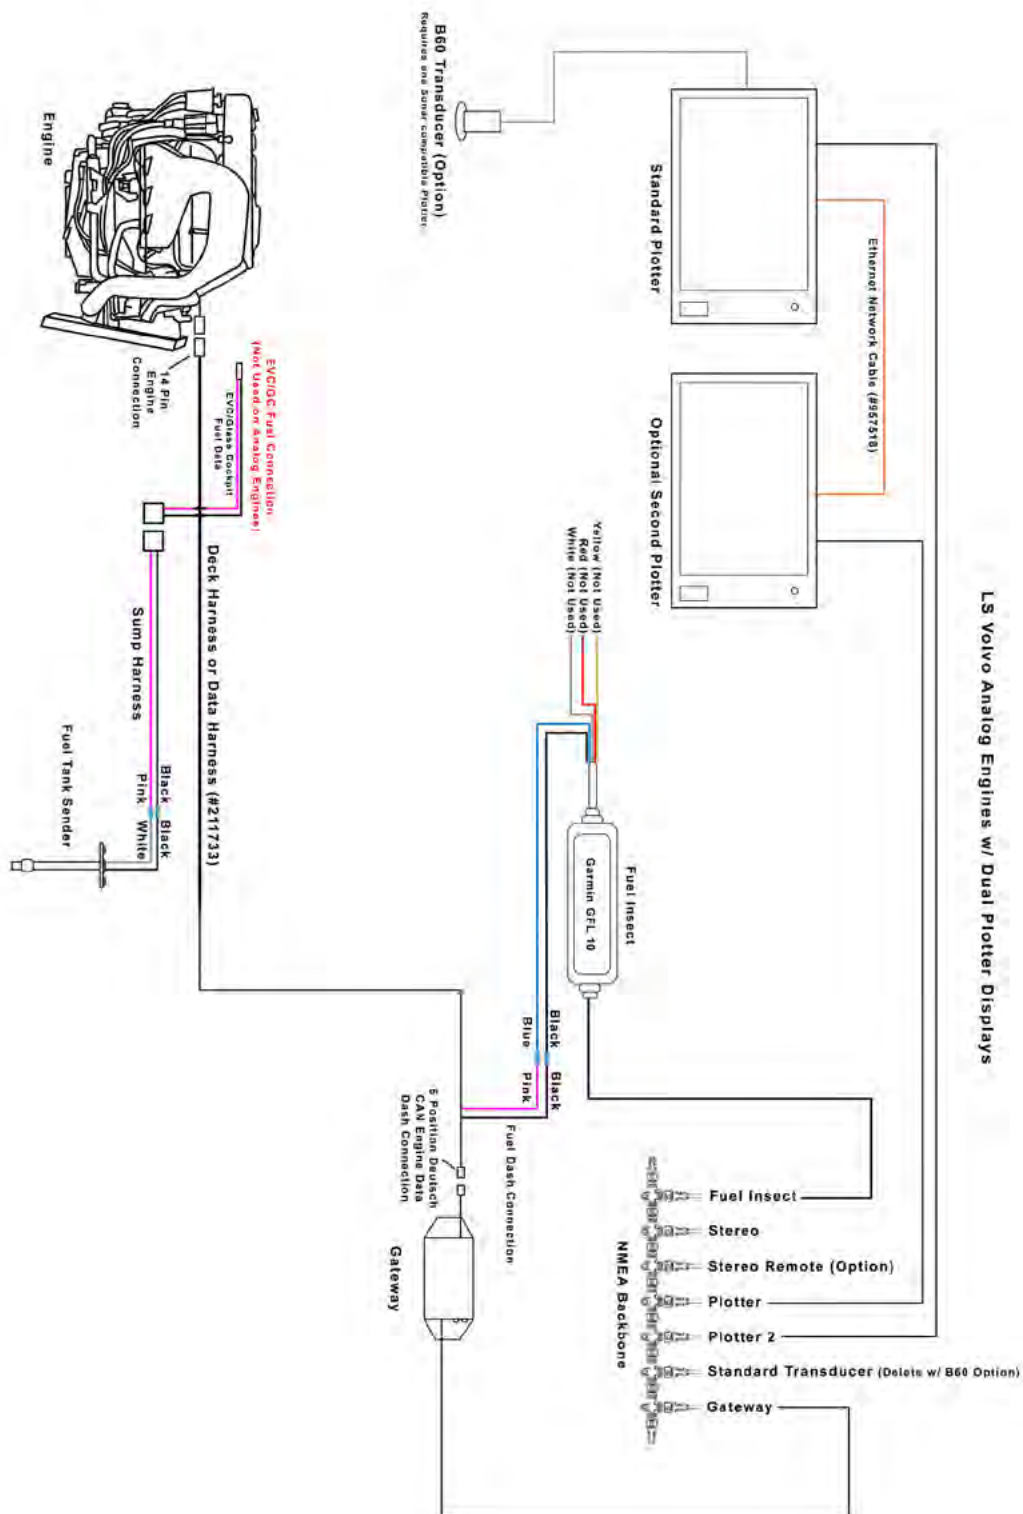 LS Volvo Analog Engines w/ Dual Plotter Displays
B60 Transducer (Option)
Requires one Sonar compatible Plotter
Standard Plotter
Ethernet Network Cable (#957518)
Optional Second Plotter
Engine
14 Pin
Engine
Connection
EVC/GC Fuel Connection
(Not Used on Analog Engines)
EVC/Glass Cockpit
Fuel Data
Deck Harness or Data Harness (#211733)
Sump Harness
Black
Pink
Black
White
Fuel Tank Sender
Yellow (Not Used)
Red (Not Used)
White (Not Used)
Fuel Insect
Garmin GFL 10
Black
Blue
Black
Pink
Fuel Dash Connection
5 Position Deutsch
CAN Engine Data
Dash Connection
Gateway
NMEA Backbone
Fuel Insect
Stereo
Stereo Remote (Option)
Plotter
Plotter 2
Standard Transducer (Delete w/ B60 Option)
Gateway